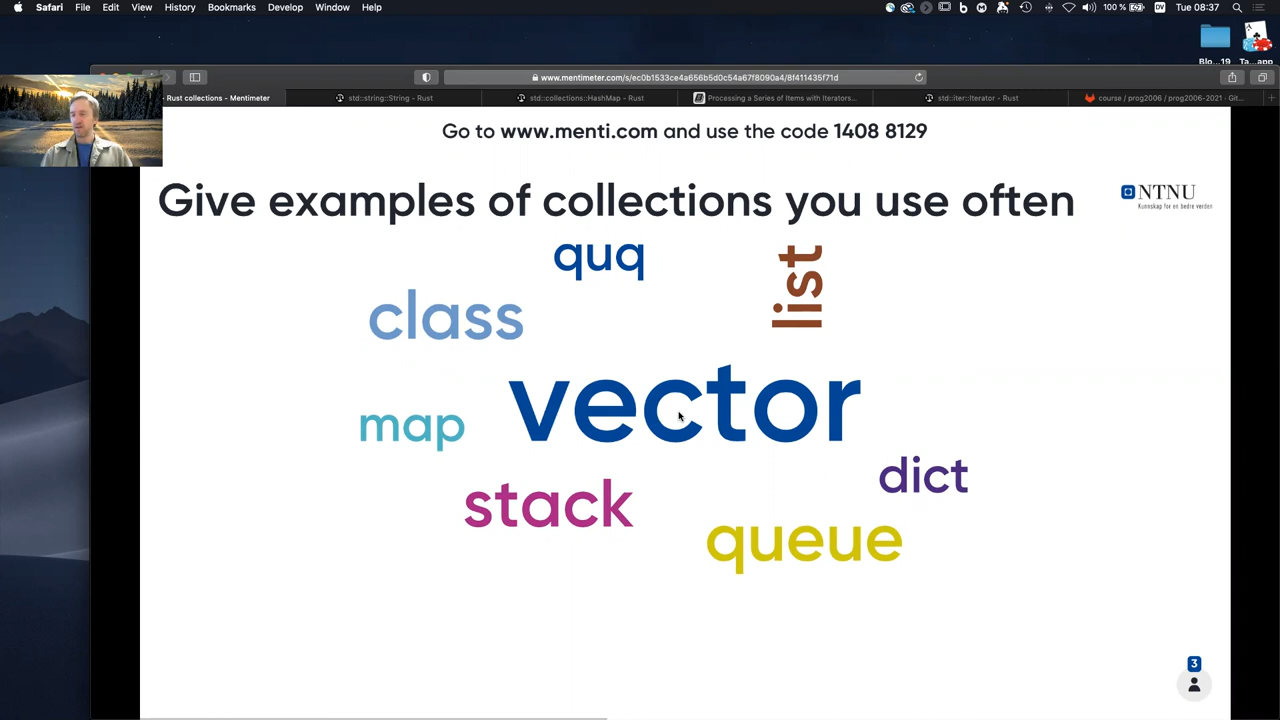 Safari File Edit View History Bookmarks Develop Window Help
100 % DV Tue 08:37
Blo...19 Ta...a
www.mentimeter.com/s/ec0b1533ce4a656b5d0c54a67f8090a4/8f411435f71d
Rust collections - Mentimeter
std::string::String - Rust
std::collections::HashMap - Rust
Processing a Series of Items with Iterators...
std::iter::Iterator - Rust
course / prog2006 / prog2006-2021 - Git...
Go to www.menti.com and use the code 1408 8129
Give examples of collections you use often
NTNU
Kunnskap for en bedre verden
quq
list
class
vector
map
dict
stack
queue
3